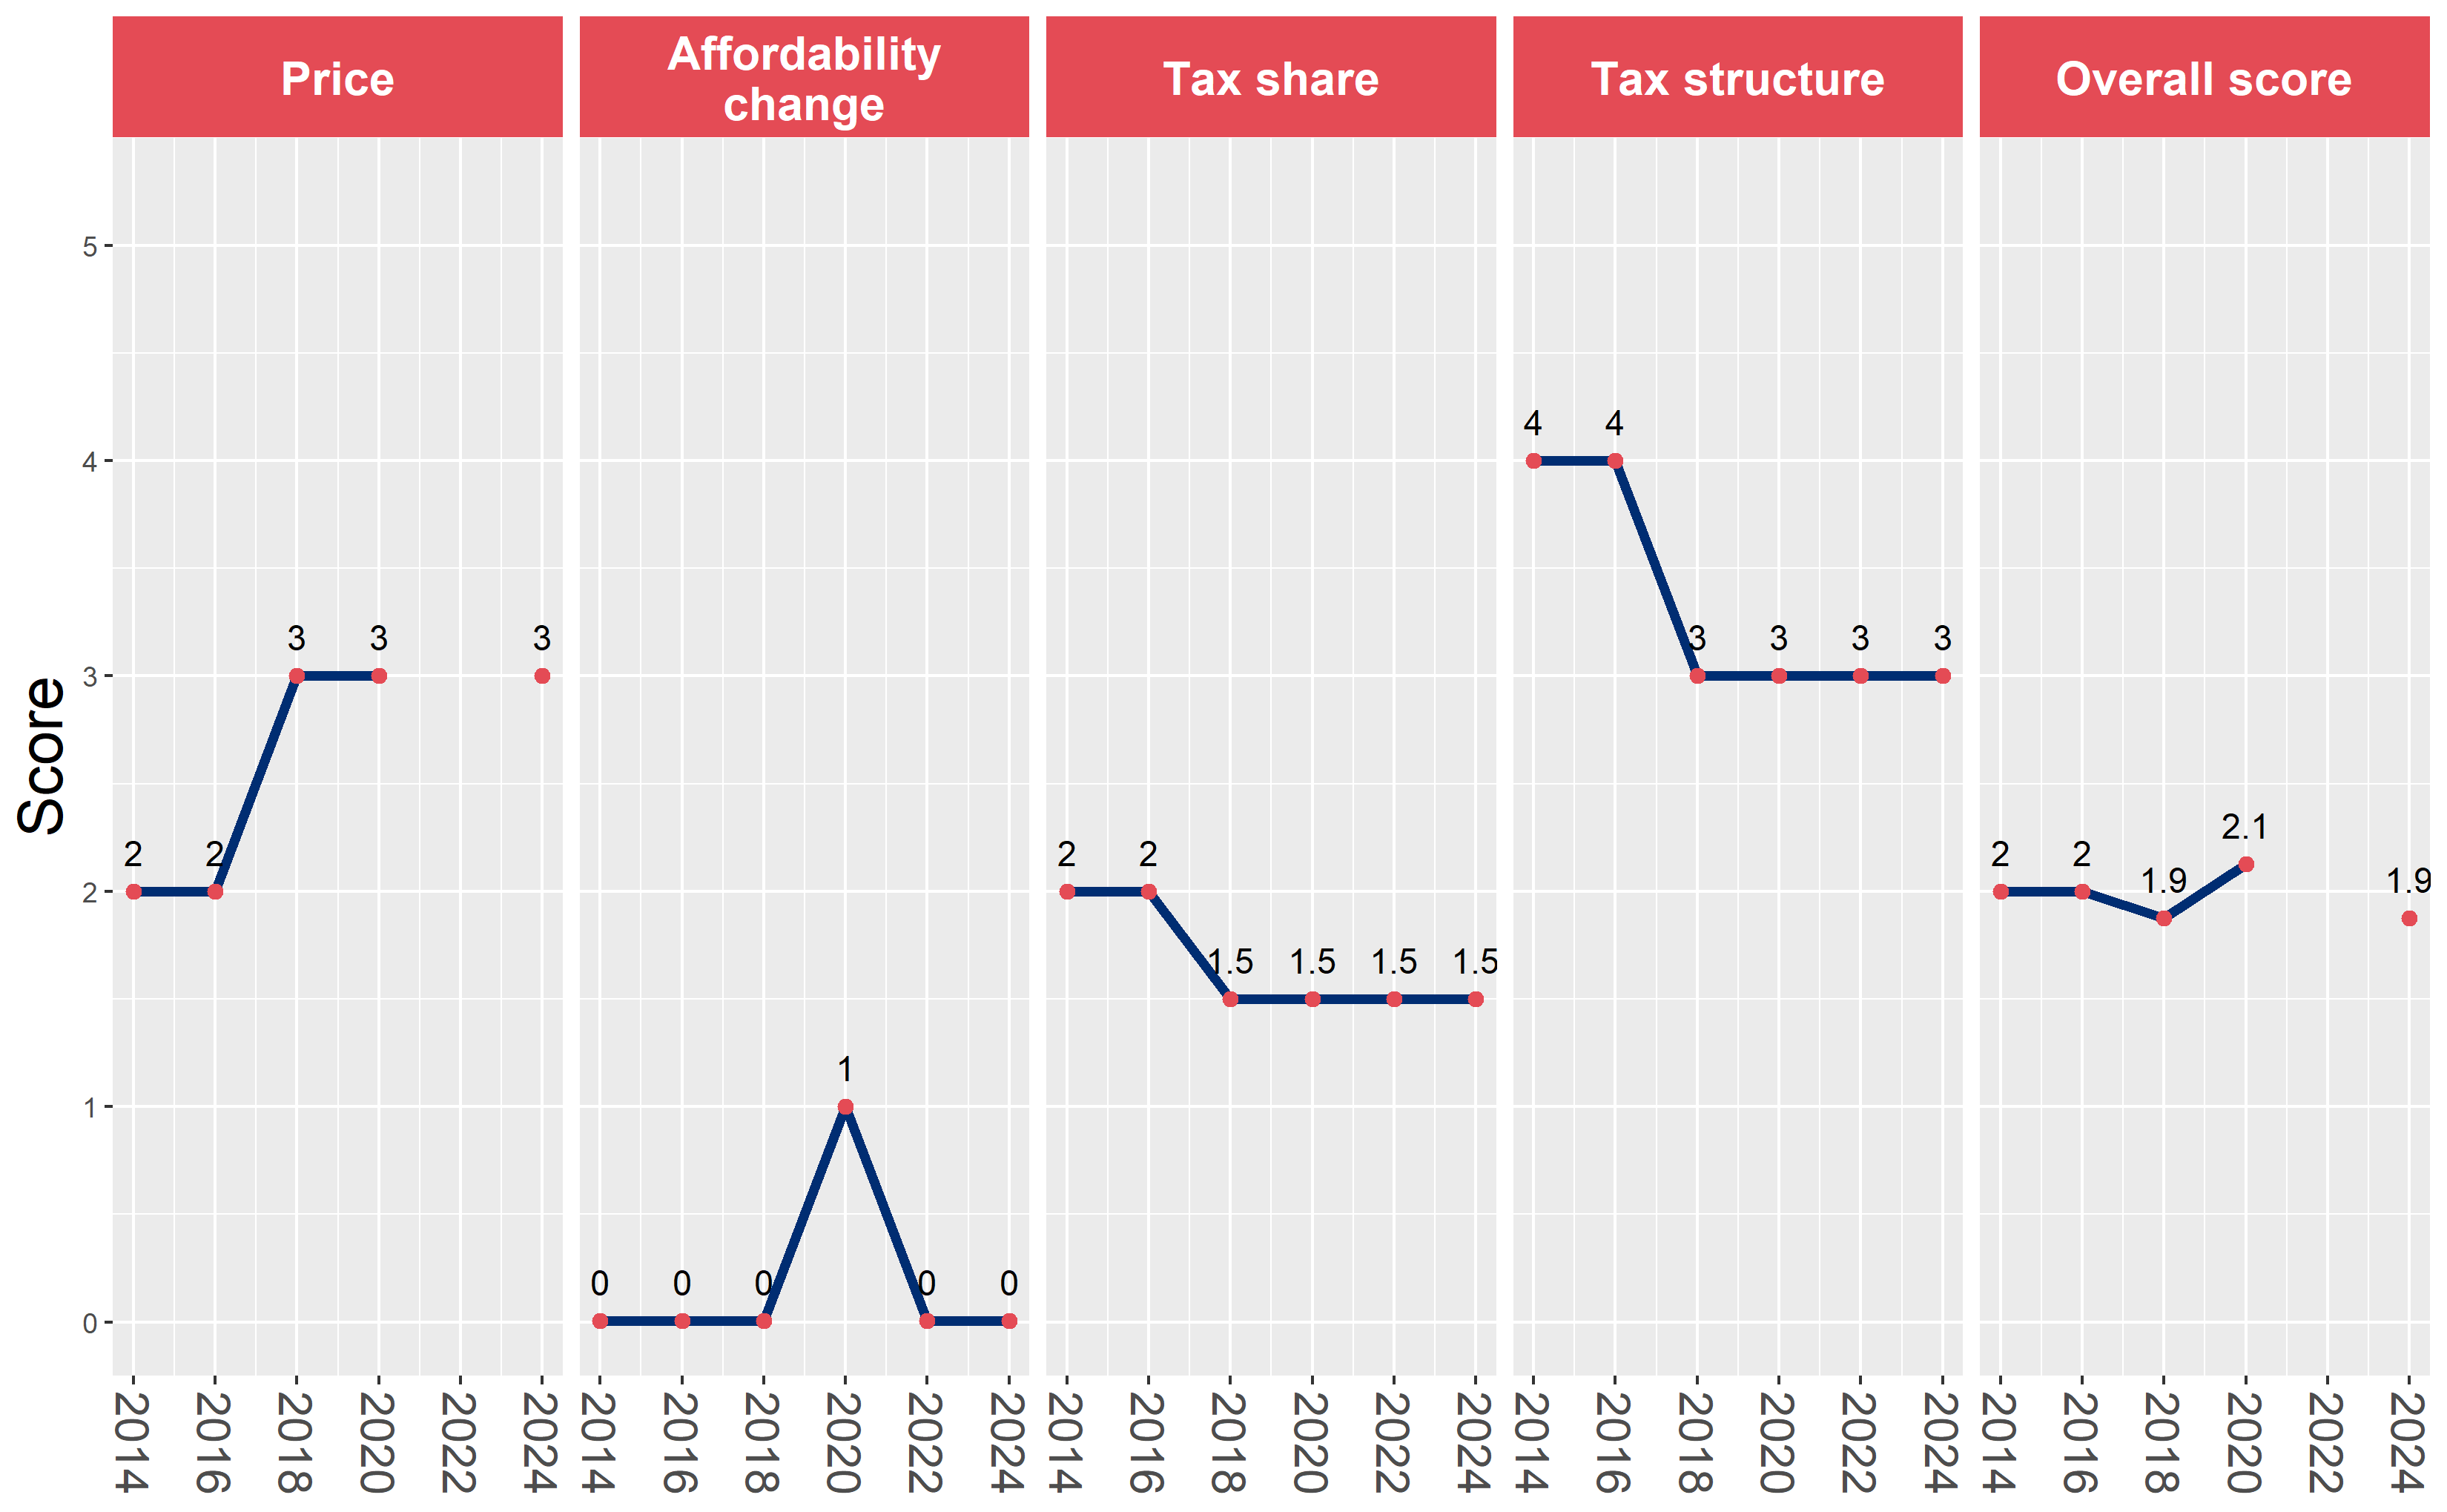 Price
Affordability
change
Tax share
Tax structure
Overall score
Score
5
4
3
2
1
0
2 2 3 3 3
0 0 0 1 0 0
2 2 1.5 1.5 1.5 1.5
4 4 3 3 3 3
2 2 1.9 2.1 1.9
2014 2016 2018 2020 2022 2024
2014 2016 2018 2020 2022 2024
2014 2016 2018 2020 2022 2024
2014 2016 2018 2020 2022 2024
2014 2016 2018 2020 2022 2024